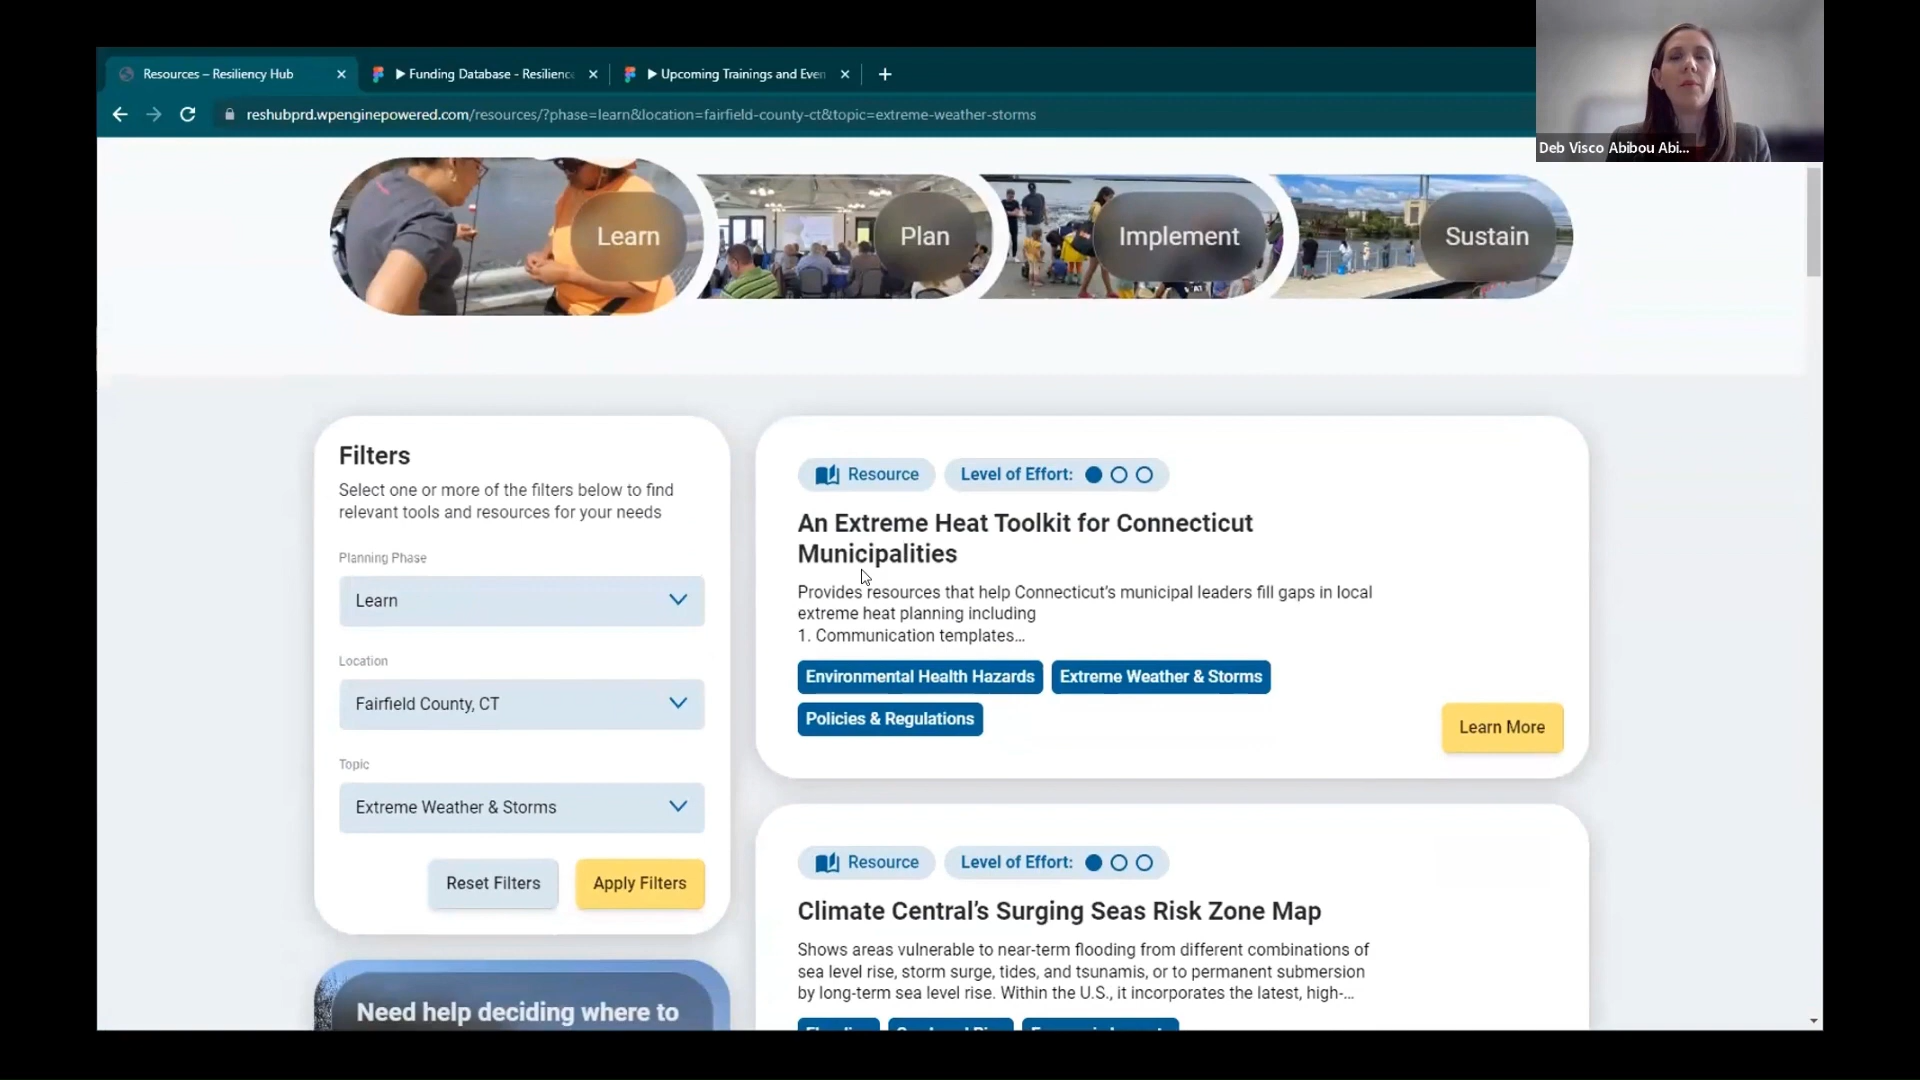 Resources – Resiliency Hub
▶ Funding Database - Resilienc
▶ Upcoming Trainings and Even
reshubprd.wpenginepowered.com/resources/?phase=learn&location=fairfield-county-ct&topic=extreme-weather-storms
Deb Visco Abibou Abi...
Learn
Plan
Implement
Sustain
Filters
Select one or more of the filters below to find
relevant tools and resources for your needs
Planning Phase
Learn
Location
Fairfield County, CT
Topic
Extreme Weather & Storms
Reset Filters
Apply Filters
Need help deciding where to
Resource
Level of Effort:
An Extreme Heat Toolkit for Connecticut
Municipalities
Provides resources that help Connecticut's municipal leaders fill gaps in local
extreme heat planning including
1. Communication templates...
Environmental Health Hazards
Extreme Weather & Storms
Policies & Regulations
Learn More
Resource
Level of Effort:
Climate Central's Surging Seas Risk Zone Map
Shows areas vulnerable to near-term flooding from different combinations of
sea level rise, storm surge, tides, and tsunamis, or to permanent submersion
by long-term sea level rise. Within the U.S., it incorporates the latest, high-...